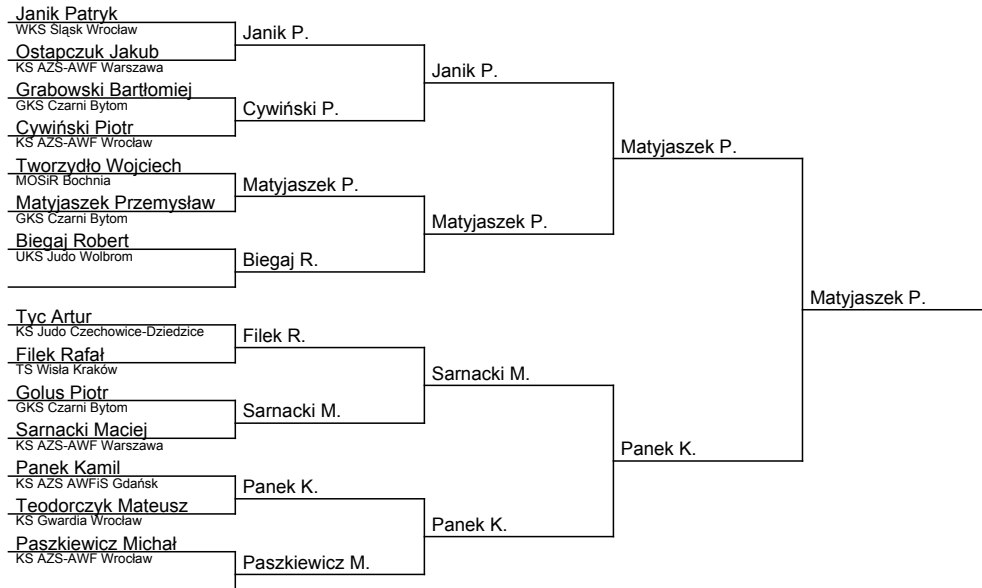 Janik Patryk
WKS Śląsk Wrocław
Janik P.
Ostapczuk Jakub
KS AZS-AWF Warszawa
Janik P.
Grabowski Bartłomiej
GKS Czarni Bytom
Cywiński P.
Cywiński Piotr
KS AZS-AWF Wrocław
Matyjaszek P.
Tworzydło Wojciech
MOSiR Bochnia
Matyjaszek P.
Matyjaszek Przemysław
GKS Czarni Bytom
Matyjaszek P.
Biegaj Robert
UKS Judo Wolbrom
Biegaj R.
Matyjaszek P.
Tyc Artur
KS Judo Czechowice-Dziedzice
Filek R.
Filek Rafał
TS Wisła Kraków
Sarnacki M.
Golus Piotr
GKS Czarni Bytom
Sarnacki M.
Sarnacki Maciej
KS AZS-AWF Warszawa
Panek K.
Panek Kamil
KS AZS AWFiS Gdańsk
Panek K.
Teodorczyk Mateusz
KS Gwardia Wrocław
Panek K.
Paszkiewicz Michał
KS AZS-AWF Wrocław
Paszkiewicz M.